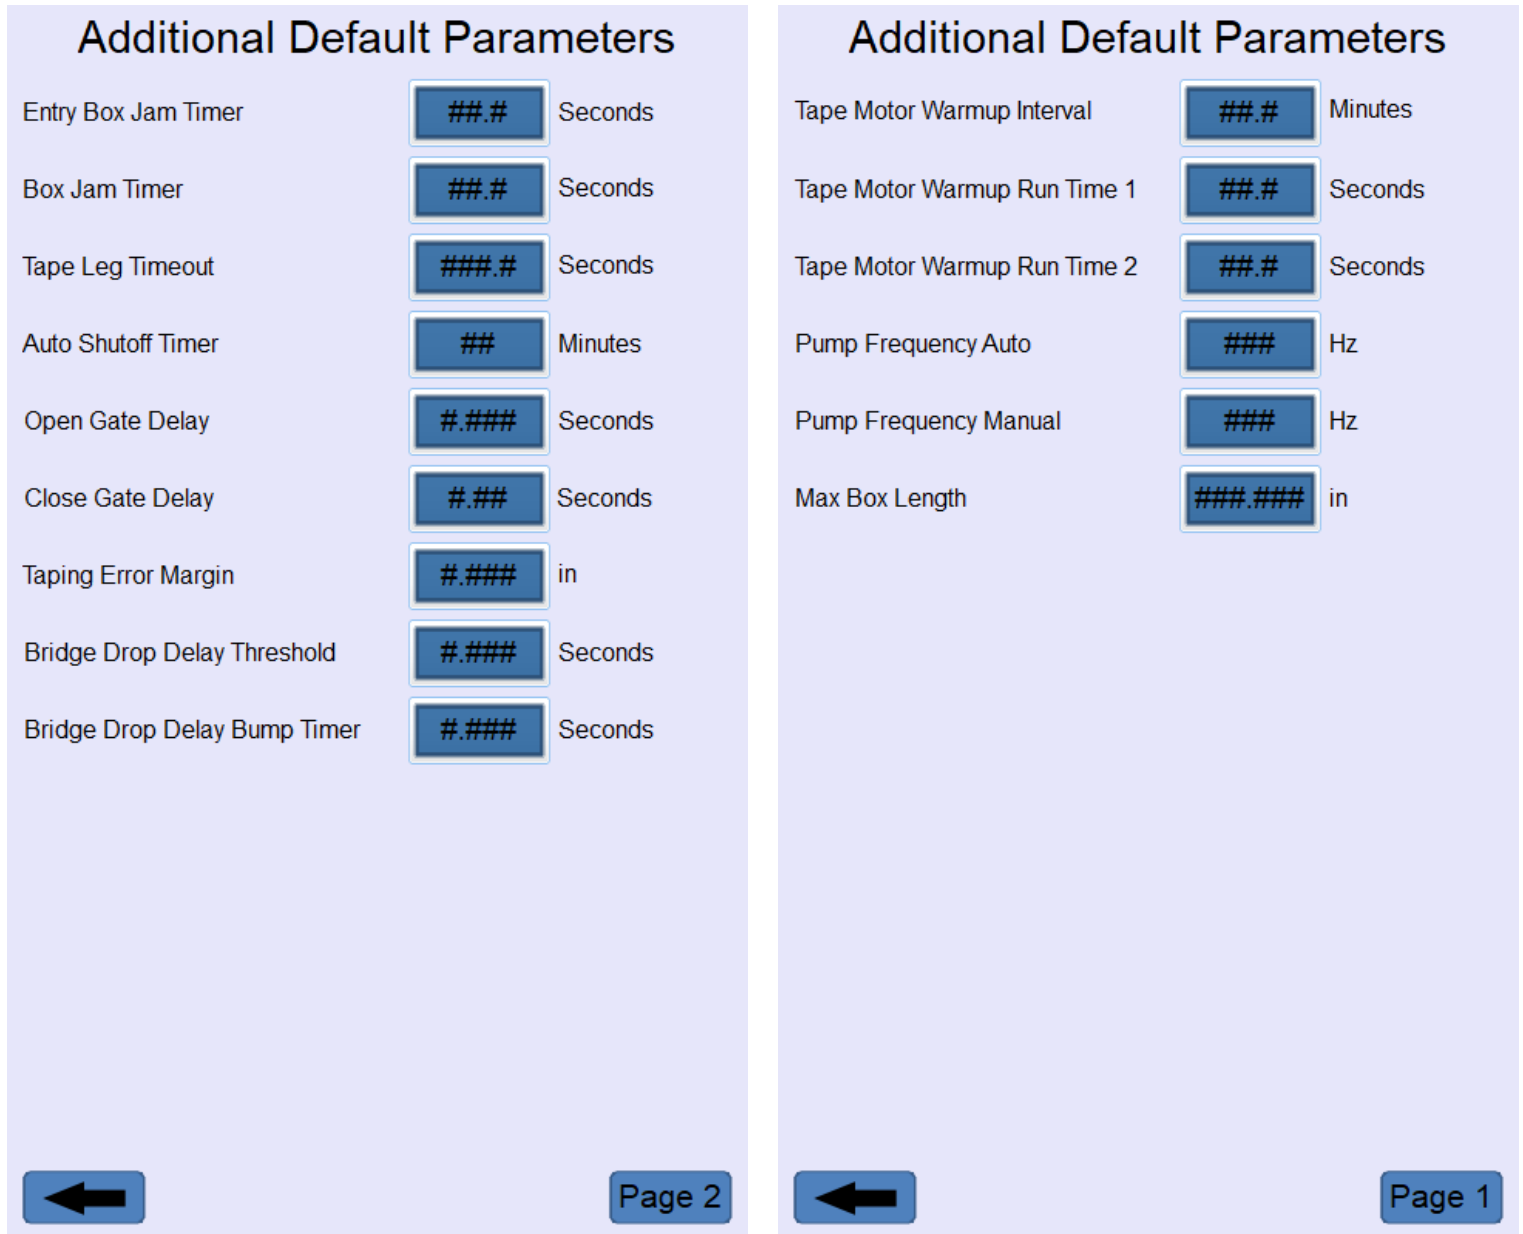 Additional Default Parameters
Entry Box Jam Timer ##.# Seconds
Box Jam Timer ##.# Seconds
Tape Leg Timeout ###.# Seconds
Auto Shutoff Timer ## Minutes
Open Gate Delay #.### Seconds
Close Gate Delay #.## Seconds
Taping Error Margin #.### in
Bridge Drop Delay Threshold #.### Seconds
Bridge Drop Delay Bump Timer #.### Seconds
Page 2
Additional Default Parameters
Tape Motor Warmup Interval ##.# Minutes
Tape Motor Warmup Run Time 1 ##.# Seconds
Tape Motor Warmup Run Time 2 ##.# Seconds
Pump Frequency Auto ### Hz
Pump Frequency Manual ### Hz
Max Box Length ###.### in
Page 1